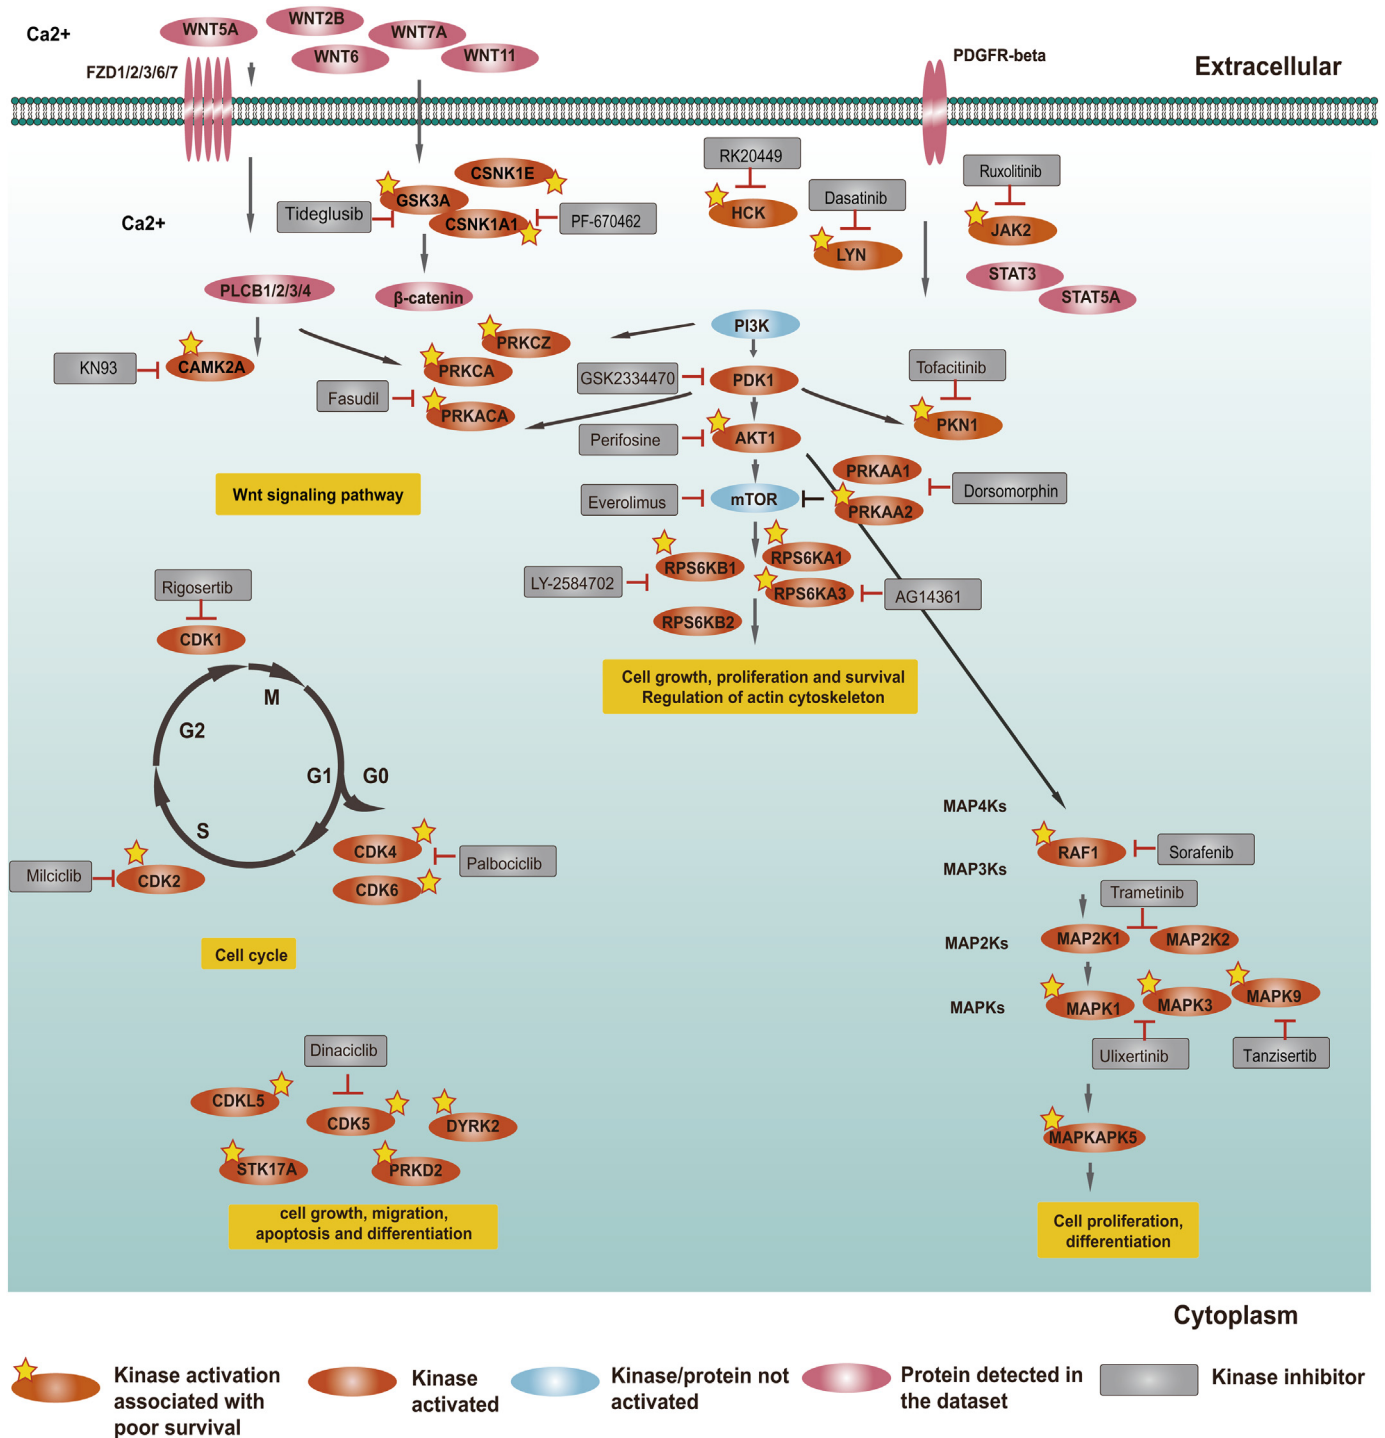 Ca2+
WNT5A
WNT2B
WNT7A
WNT6
WNT11
FZD1/2/3/6/7
PDGFR-beta
Extracellular
RK20449
HCK
Dasatinib
LYN
Ruxolitinib
JAK2
STAT3
STAT5A
CSNK1E
GSK3A
CSNK1A1
Tideglusib
PF-670462
Ca2+
PLCB1/2/3/4
β-catenin
KN93
CAMK2A
PRKCZ
PRKCA
Fasudil
PRKACA
PI3K
GSK2334470
PDK1
Tofacitinib
PKN1
Perifosine
AKT1
PRKAA1
Dorsomorphin
PRKAA2
Everolimus
mTOR
Wnt signaling pathway
RPS6KB1
RPS6KA1
LY-2584702
RPS6KA3
AG14361
RPS6KB2
Cell growth, proliferation and survival
Regulation of actin cytoskeleton
Rigosertib
CDK1
M
G2
G1
G0
S
Milciclib
CDK2
CDK4
Palbociclib
CDK6
Cell cycle
MAP4Ks
RAF1
Sorafenib
MAP3Ks
Trametinib
MAP2Ks
MAP2K1
MAP2K2
MAPKs
MAPK1
MAPK3
MAPK9
Ulixertinib
Tanzisertib
MAPKAPK5
Cell proliferation,
differentiation
Dinaciclib
CDKL5
CDK5
DYRK2
STK17A
PRKD2
cell growth, migration,
apoptosis and differentiation
Cytoplasm
Kinase activation
associated with
poor survival
Kinase
activated
Kinase/protein not
activated
Protein detected in
the dataset
Kinase inhibitor